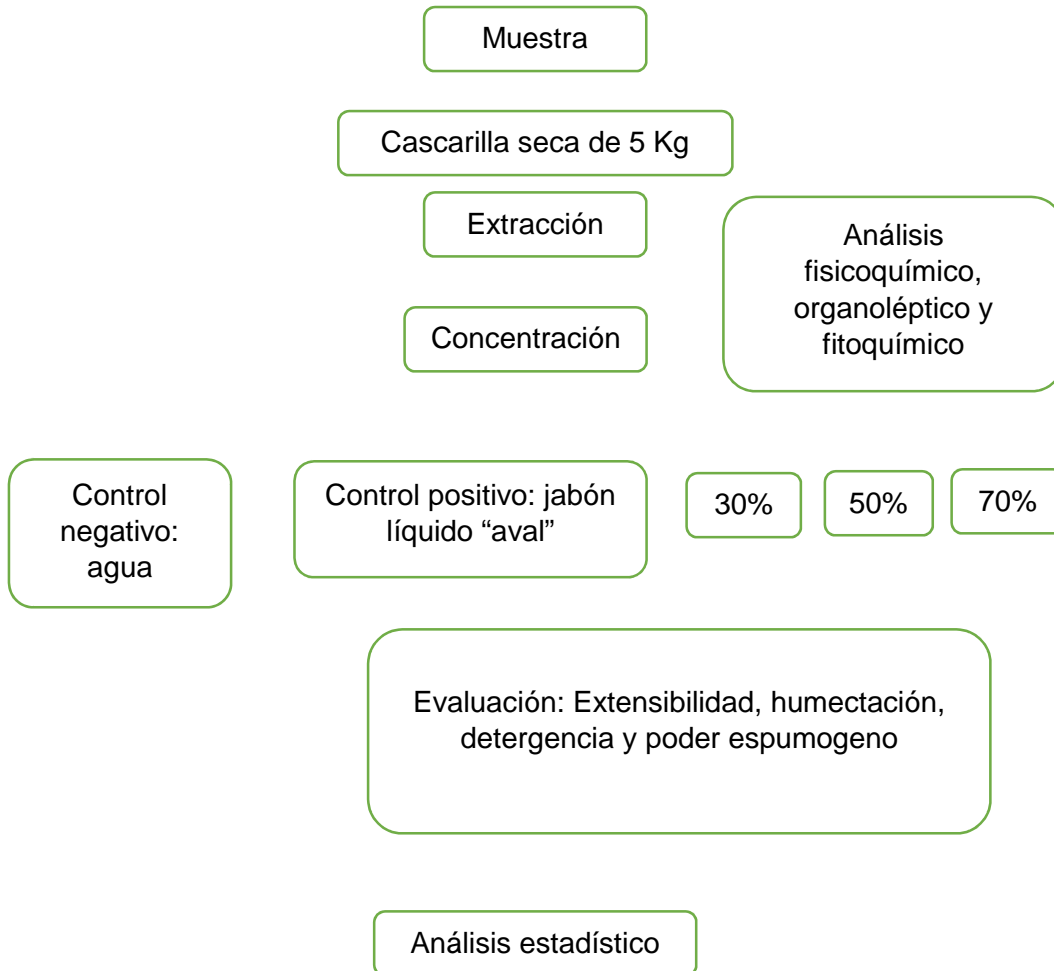 Muestra
Cascarilla seca de 5 Kg
Extracción
Análisis
fisicoquímico,
organoléptico y
fitoquímico
Concentración
Control
negativo:
agua
Control positivo: jabón
líquido “aval”
30%
50%
70%
Evaluación: Extensibilidad, humectación,
detergencia y poder espumogeno
Análisis estadístico